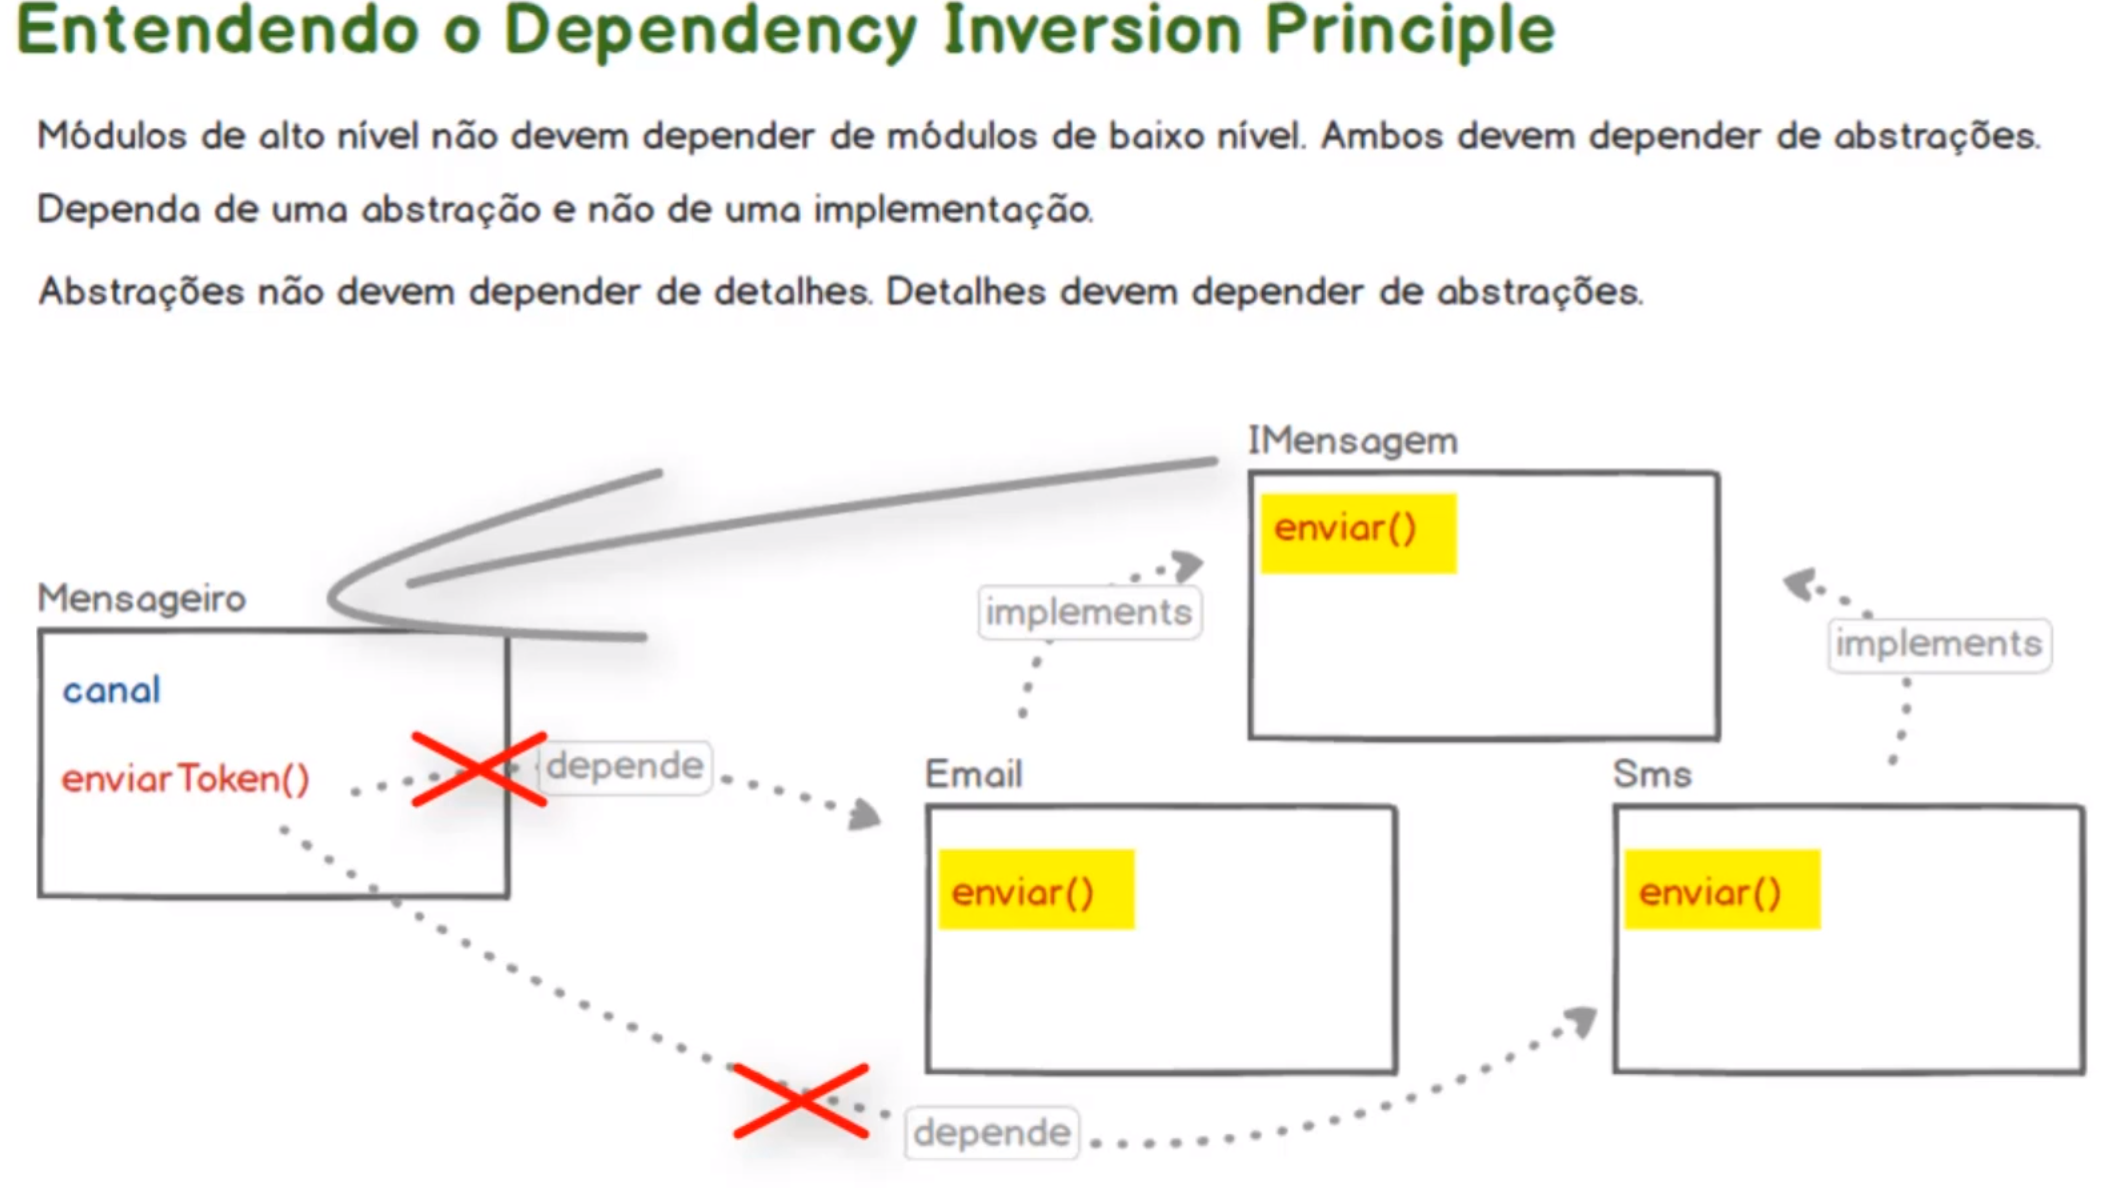 Entendendo o Dependency Inversion Principle
Módulos de alto nível não devem depender de módulos de baixo nível. Ambos devem depender de abstrações.
Dependa de uma abstração e não de uma implementação.
Abstrações não devem depender de detalhes. Detalhes devem depender de abstrações.
IMensagem
enviar()
Mensageiro
implements
implements
canal
enviarToken()
depende
Email
Sms
enviar()
enviar()
depende